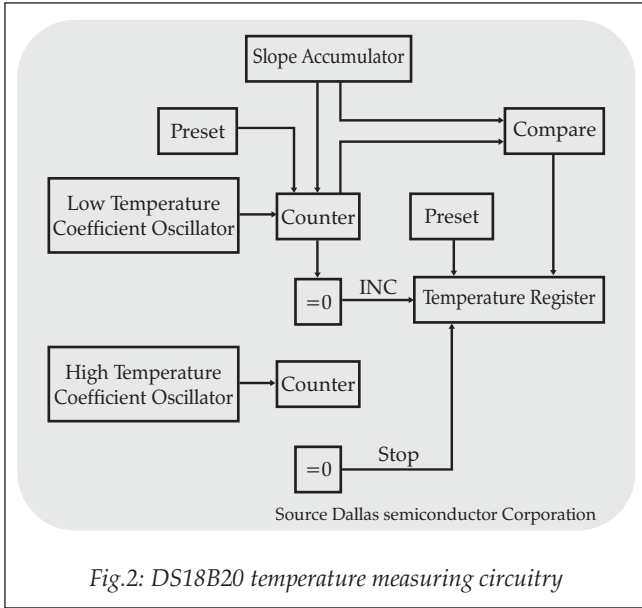 Slope Accumulator
Preset
Compare
Low Temperature
Coefficient Oscillator
Counter
Preset
=0
INC
Temperature Register
High Temperature
Coefficient Oscillator
Counter
=0
Stop
Source Dallas semiconductor Corporation
Fig.2: DS18B20 temperature measuring circuitry